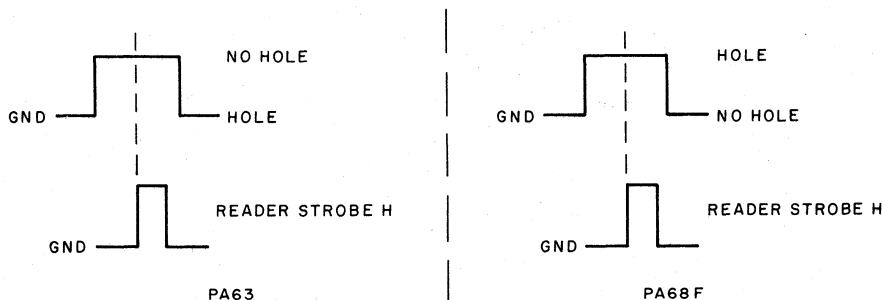 NO HOLE
GND
HOLE
READER STROBE H
GND
PA63
HOLE
GND
NO HOLE
READER STROBE H
GND
PA68F